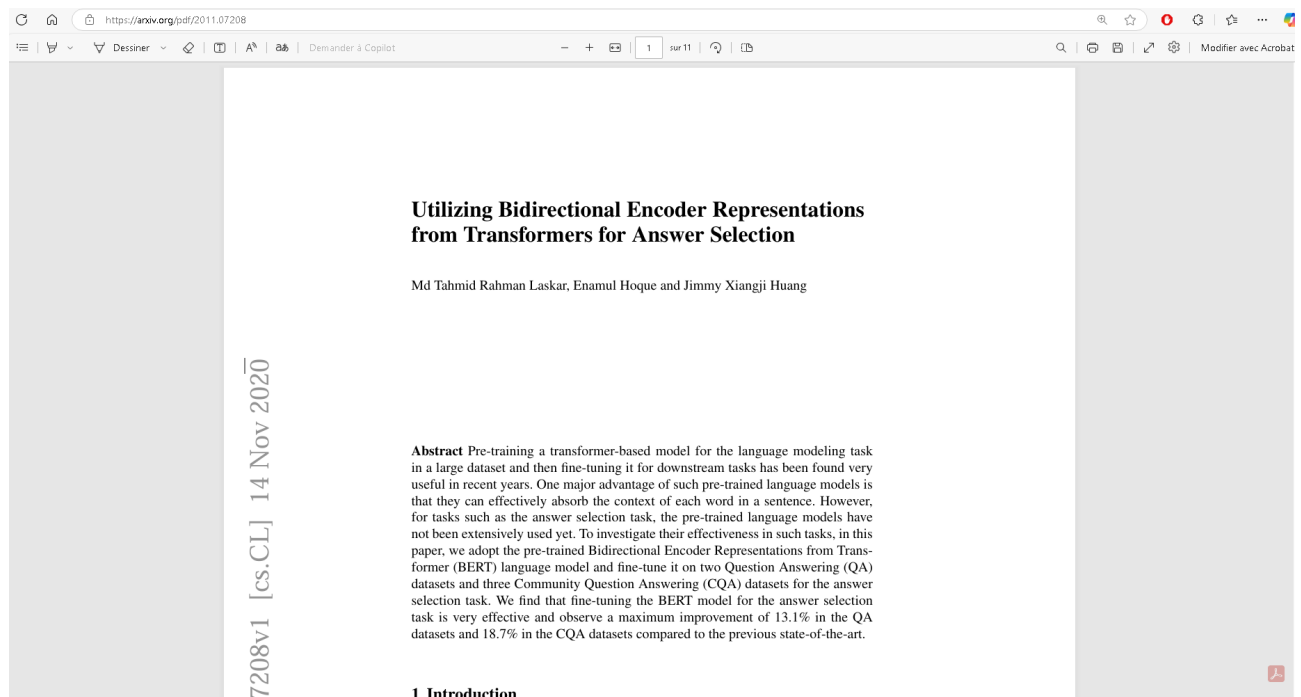 https://arxiv.org/pdf/2011.07208
Dessiner
Demander à Copilot
1 sur 11
Modifier avec Acrobat
Utilizing Bidirectional Encoder Representations
from Transformers for Answer Selection
Md Tahmid Rahman Laskar, Enamul Hoque and Jimmy Xiangji Huang
7208v1 [cs.CL] 14 Nov 2020
Abstract Pre-training a transformer-based model for the language modeling task
in a large dataset and then fine-tuning it for downstream tasks has been found very
useful in recent years. One major advantage of such pre-trained language models is
that they can effectively absorb the context of each word in a sentence. However,
for tasks such as the answer selection task, the pre-trained language models have
not been extensively used yet. To investigate their effectiveness in such tasks, in this
paper, we adopt the pre-trained Bidirectional Encoder Representations from Trans-
former (BERT) language model and fine-tune it on two Question Answering (QA)
datasets and three Community Question Answering (CQA) datasets for the answer
selection task. We find that fine-tuning the BERT model for the answer selection
task is very effective and observe a maximum improvement of 13.1% in the QA
datasets and 18.7% in the CQA datasets compared to the previous state-of-the-art.
1 Introduction